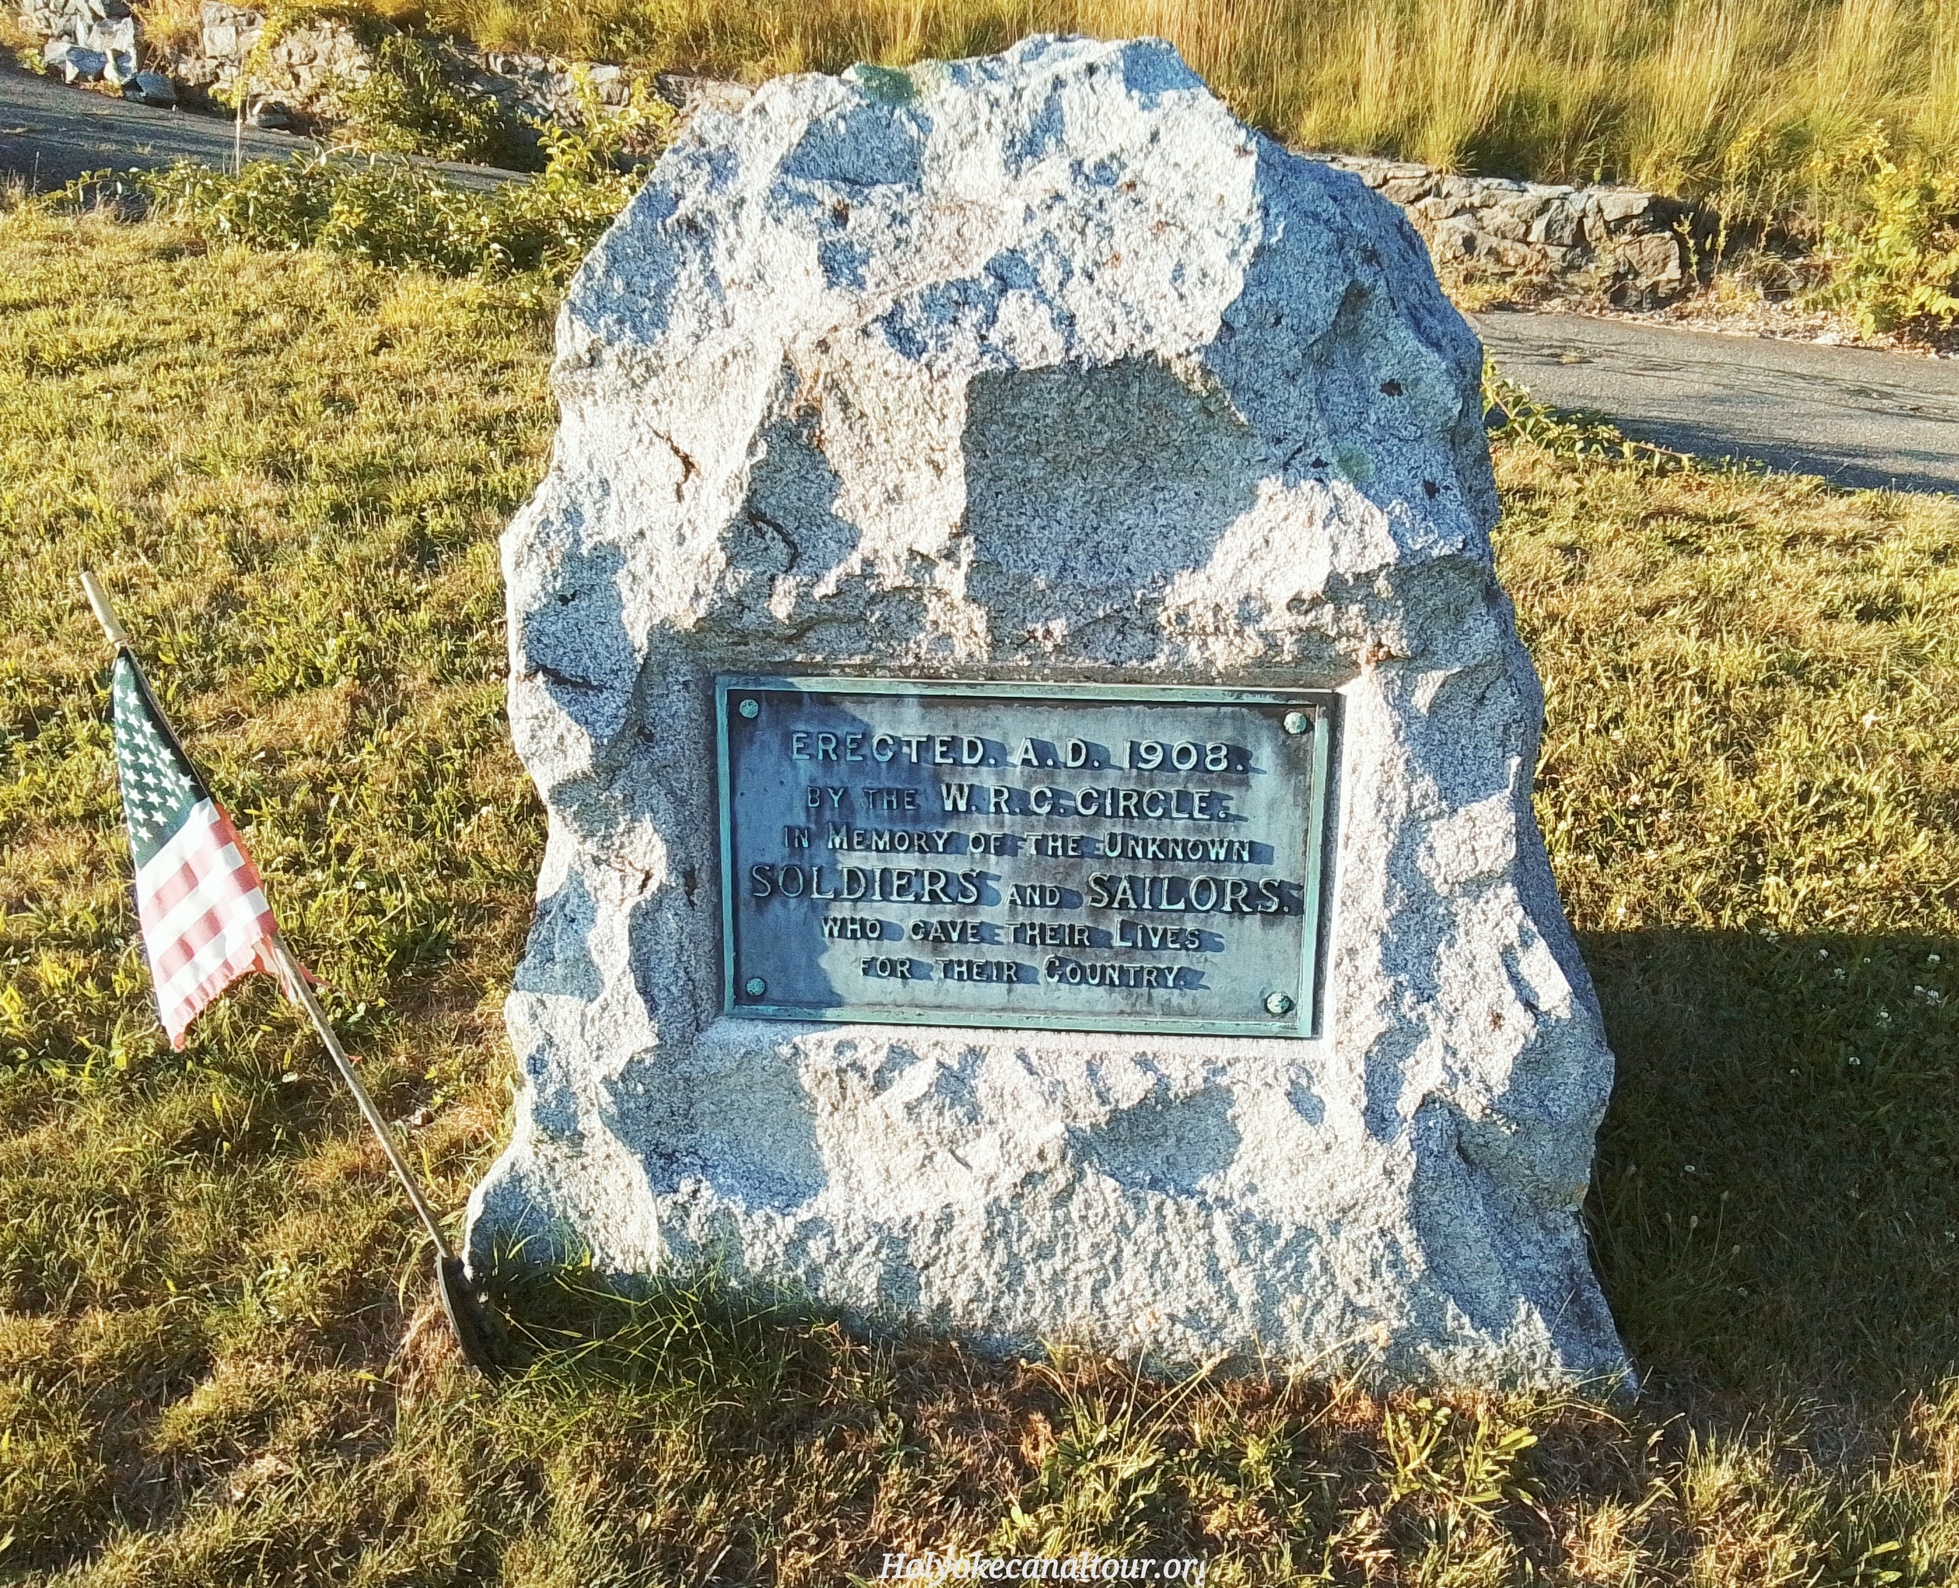 ERECTED. A.D. 1908.
BY THE W.R.C. CIRCLE.
IN MEMORY OF THE UNKNOWN
SOLDIERS AND SAILORS.
WHO GAVE THEIR LIVES
FOR THEIR COUNTRY.
Holyokecanaltour.org